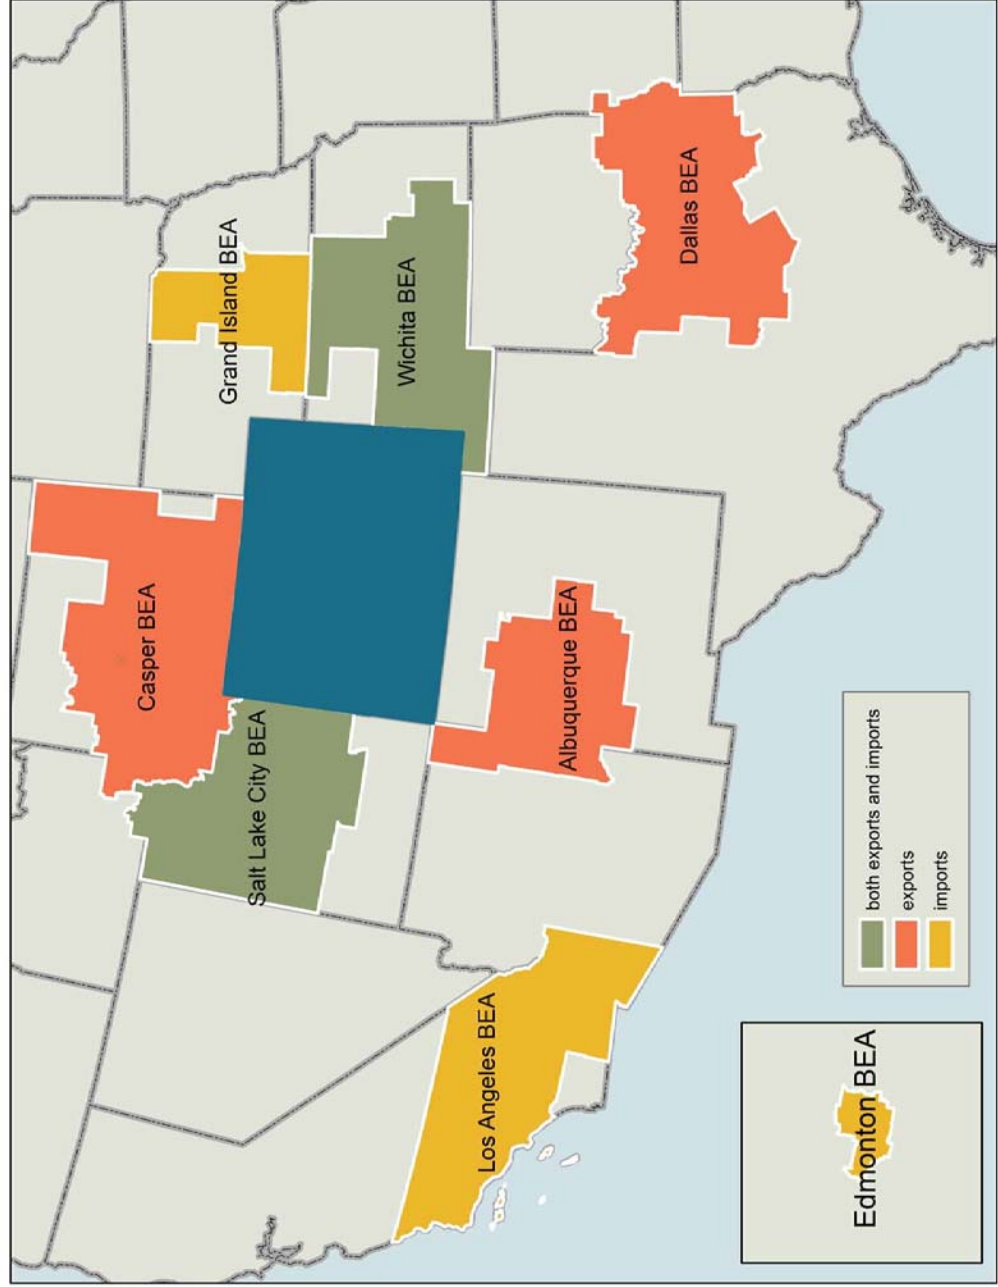 Casper BEA
Grand Island BEA
Salt Lake City BEA
Wichita BEA
Los Angeles BEA
Albuquerque BEA
Dallas BEA
Edmonton BEA
both exports and imports
exports
imports